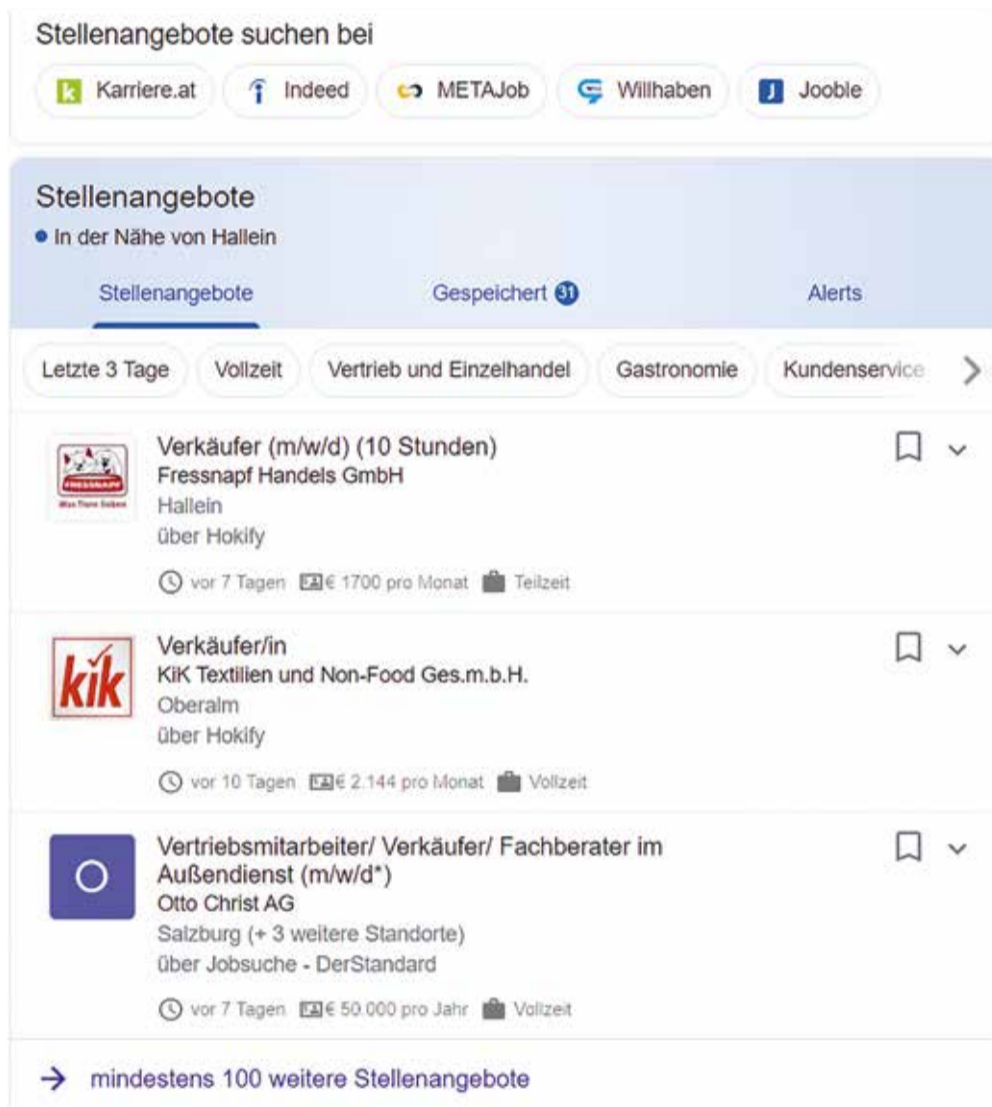 Stellenangebote suchen bei
Karriere.at Indeed METAJob Willhaben Jooble
Stellenangebote
In der Nähe von Hallein
Stellenangebote Gespeichert 31 Alerts
Letzte 3 Tage Vollzeit Vertrieb und Einzelhandel Gastronomie Kundenservice
Verkäufer (m/w/d) (10 Stunden)
FRESSNAPF
Fressnapf Handels GmbH
Hallein
über Hokify
vor 7 Tagen € 1700 pro Monat Teilzeit
Verkäufer/in
kik
KiK Textilien und Non-Food Ges.m.b.H.
Oberalm
über Hokify
vor 10 Tagen € 2.144 pro Monat Vollzeit
Vertriebsmitarbeiter/ Verkäufer/ Fachberater im
O
Außendienst (m/w/d*)
Otto Christ AG
Salzburg (+ 3 weitere Standorte)
über Jobsuche - DerStandard
vor 7 Tagen € 50.000 pro Jahr Vollzeit
mindestens 100 weitere Stellenangebote